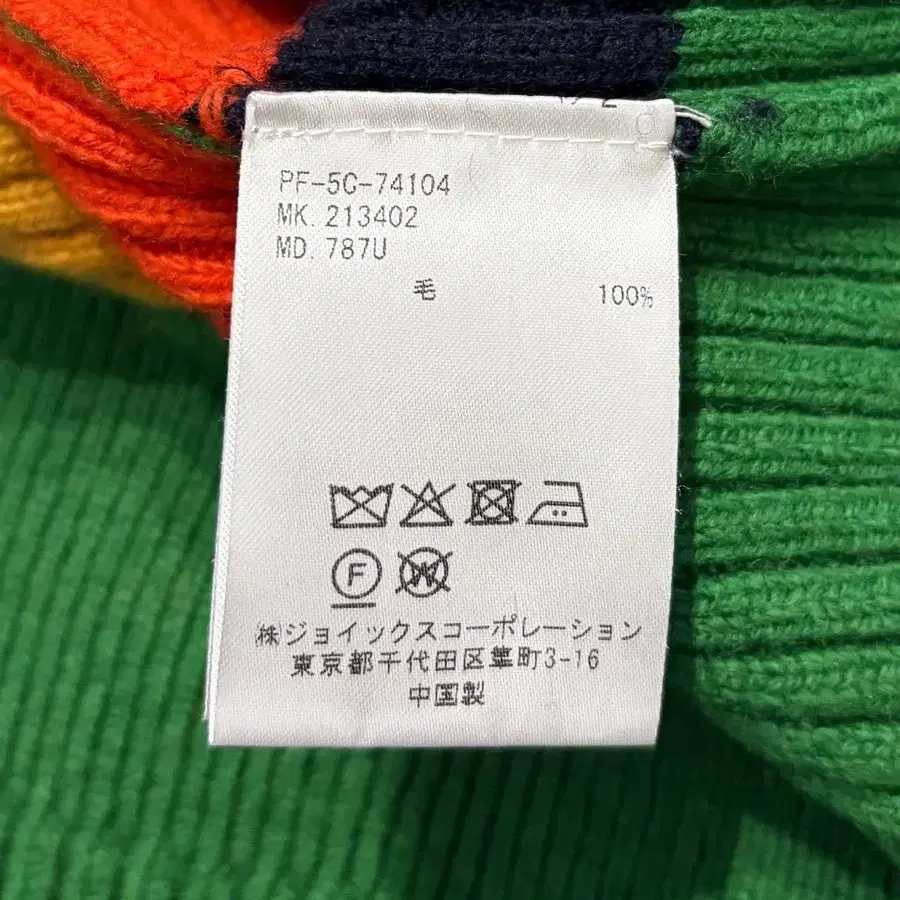 PF-5C-74104
MK. 213402
MD. 787U
毛 100%
F
W
㈱ジョイックスコーポレーション
東京都千代田区隼町3-16
中国製